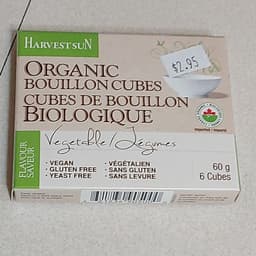 HARVEST SUN
$2.95
ORGANIC
BOUILLON CUBES
CUBES DE BOUILLON
BIOLOGIQUE
Vegetable/Légumes
FLAVOUR
SAVEUR
• VEGAN
• GLUTEN FREE
• YEAST FREE
• VÉGÉTALIEN
• SANS GLUTEN
• SANS LEVURE
60 g
6 Cubes